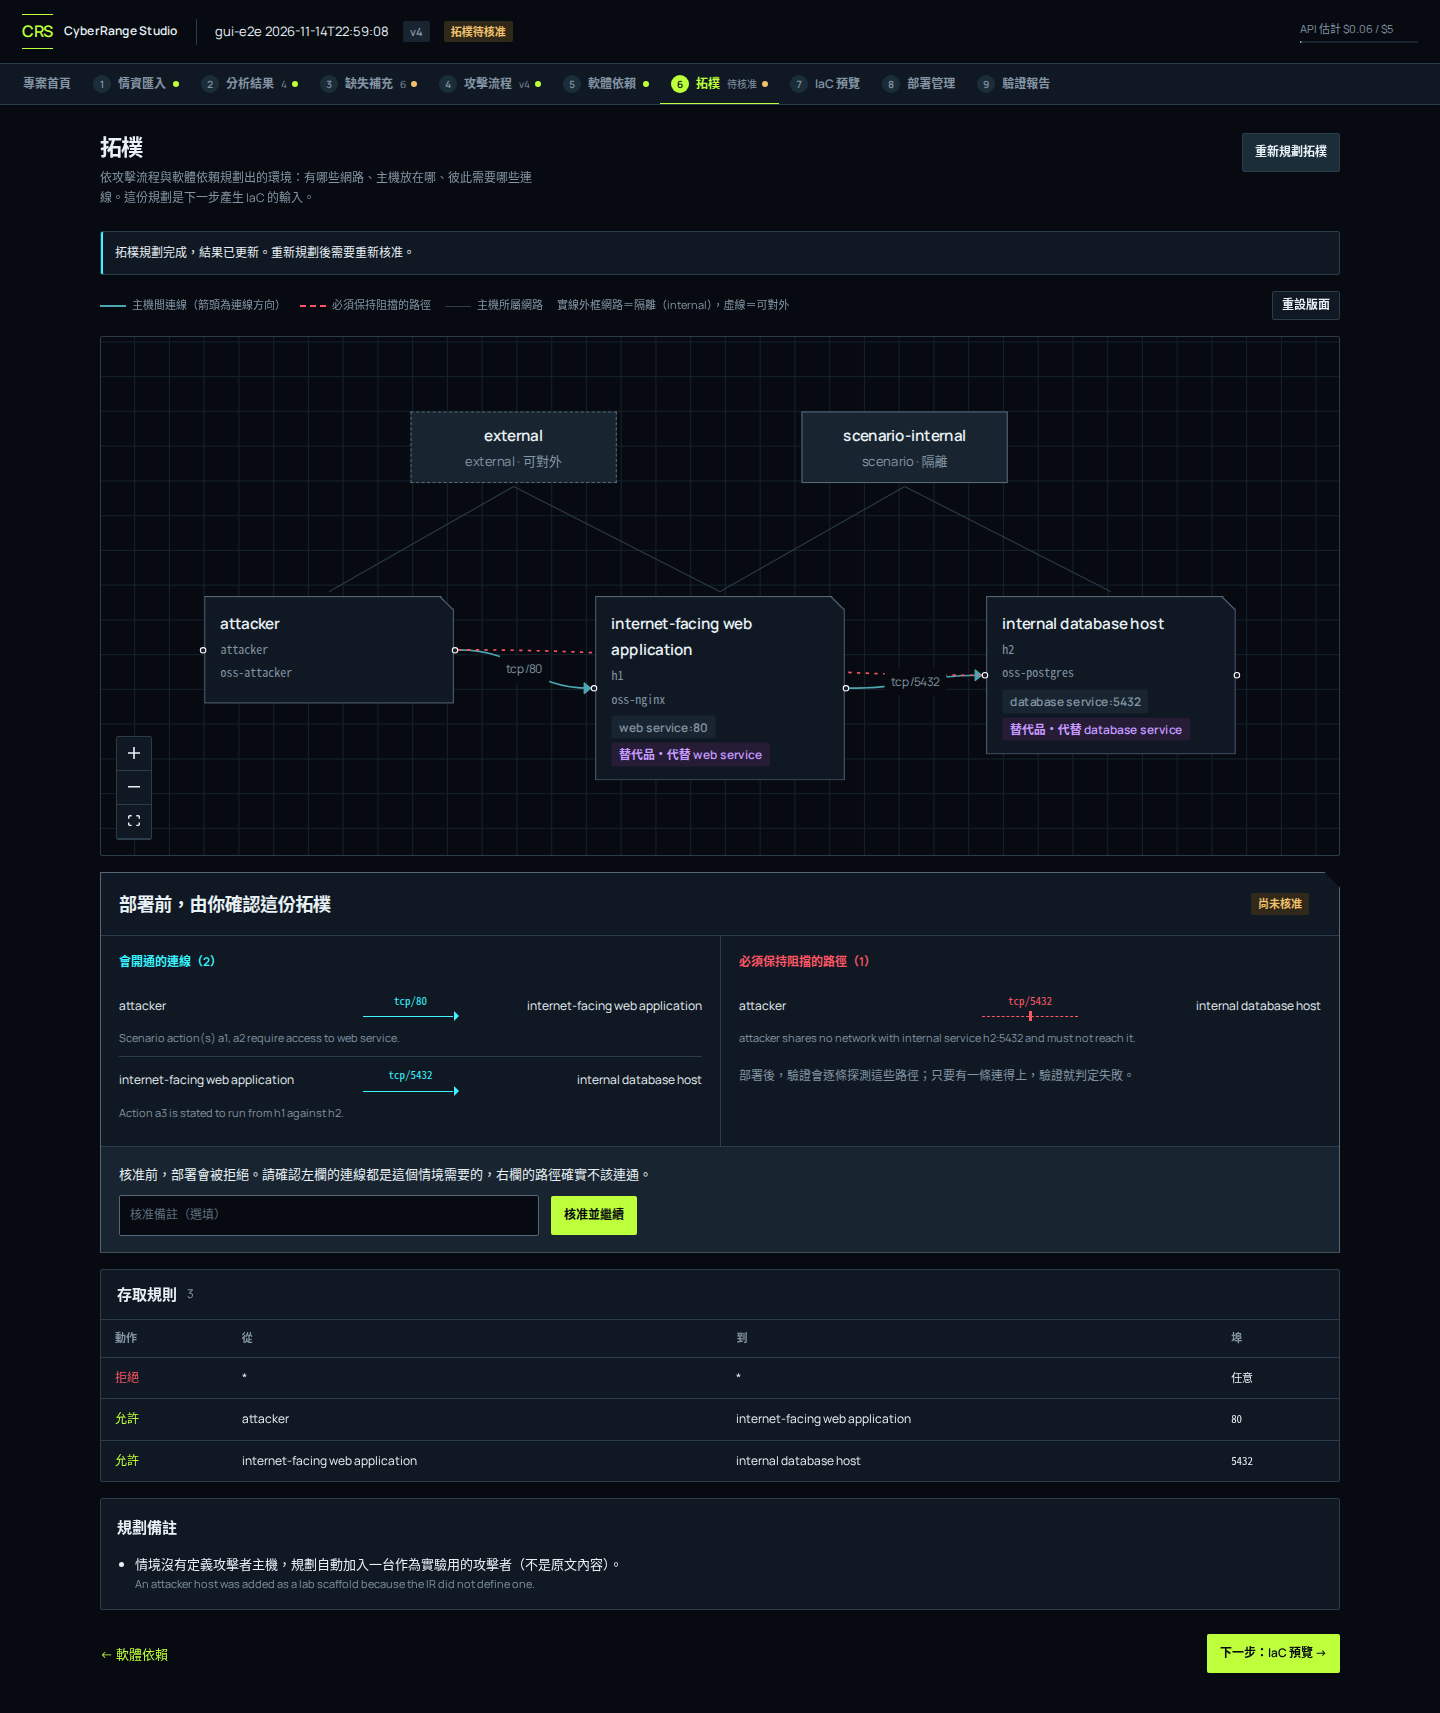 CRS CyberRange Studio gui-e2e 2026-11-14T22:59:08 v4 拓樸待核准 API 估計 $0.06 / $5
專案首頁 1 情資匯入 2 分析結果 4 3 缺失補充 6 4 攻擊流程 v4 5 軟體依賴 6 拓樸 待核准 7 IaC 預覽 8 部署管理 9 驗證報告
拓樸
重新規劃拓樸
依攻擊流程與軟體依賴規劃出的環境：有哪些網路、主機放在哪、彼此需要哪些連
線。這份規劃是下一步產生 IaC 的輸入。
拓樸規劃完成，結果已更新。重新規劃後需要重新核准。
主機間連線（箭頭為連線方向） 必須保持阻擋的路徑 主機所屬網路 實線外框網路＝隔離（internal），虛線＝可對外 重設版面
external
external · 可對外
scenario-internal
scenario · 隔離
attacker
attacker
oss-attacker
tcp/80
internet-facing web
application
h1
oss-nginx
web service:80
替代品・代替 web service
tcp/5432
internal database host
h2
oss-postgres
database service:5432
替代品・代替 database service
部署前，由你確認這份拓樸
尚未核准
會開通的連線（2）
attacker tcp/80 internet-facing web application
Scenario action(s) a1, a2 require access to web service.
internet-facing web application tcp/5432 internal database host
Action a3 is stated to run from h1 against h2.
必須保持阻擋的路徑（1）
attacker tcp/5432 internal database host
attacker shares no network with internal service h2:5432 and must not reach it.
部署後，驗證會逐條探測這些路徑；只要有一條連得上，驗證就判定失敗。
核准前，部署會被拒絕。請確認左欄的連線都是這個情境需要的，右欄的路徑確實不該連通。
核准備註（選填） 核准並繼續
存取規則 3
動作 從 到 埠
拒絕 * * 任意
允許 attacker internet-facing web application 80
允許 internet-facing web application internal database host 5432
規劃備註
情境沒有定義攻擊者主機，規劃自動加入一台作為實驗用的攻擊者（不是原文內容）。
An attacker host was added as a lab scaffold because the IR did not define one.
← 軟體依賴 下一步：IaC 預覽 →